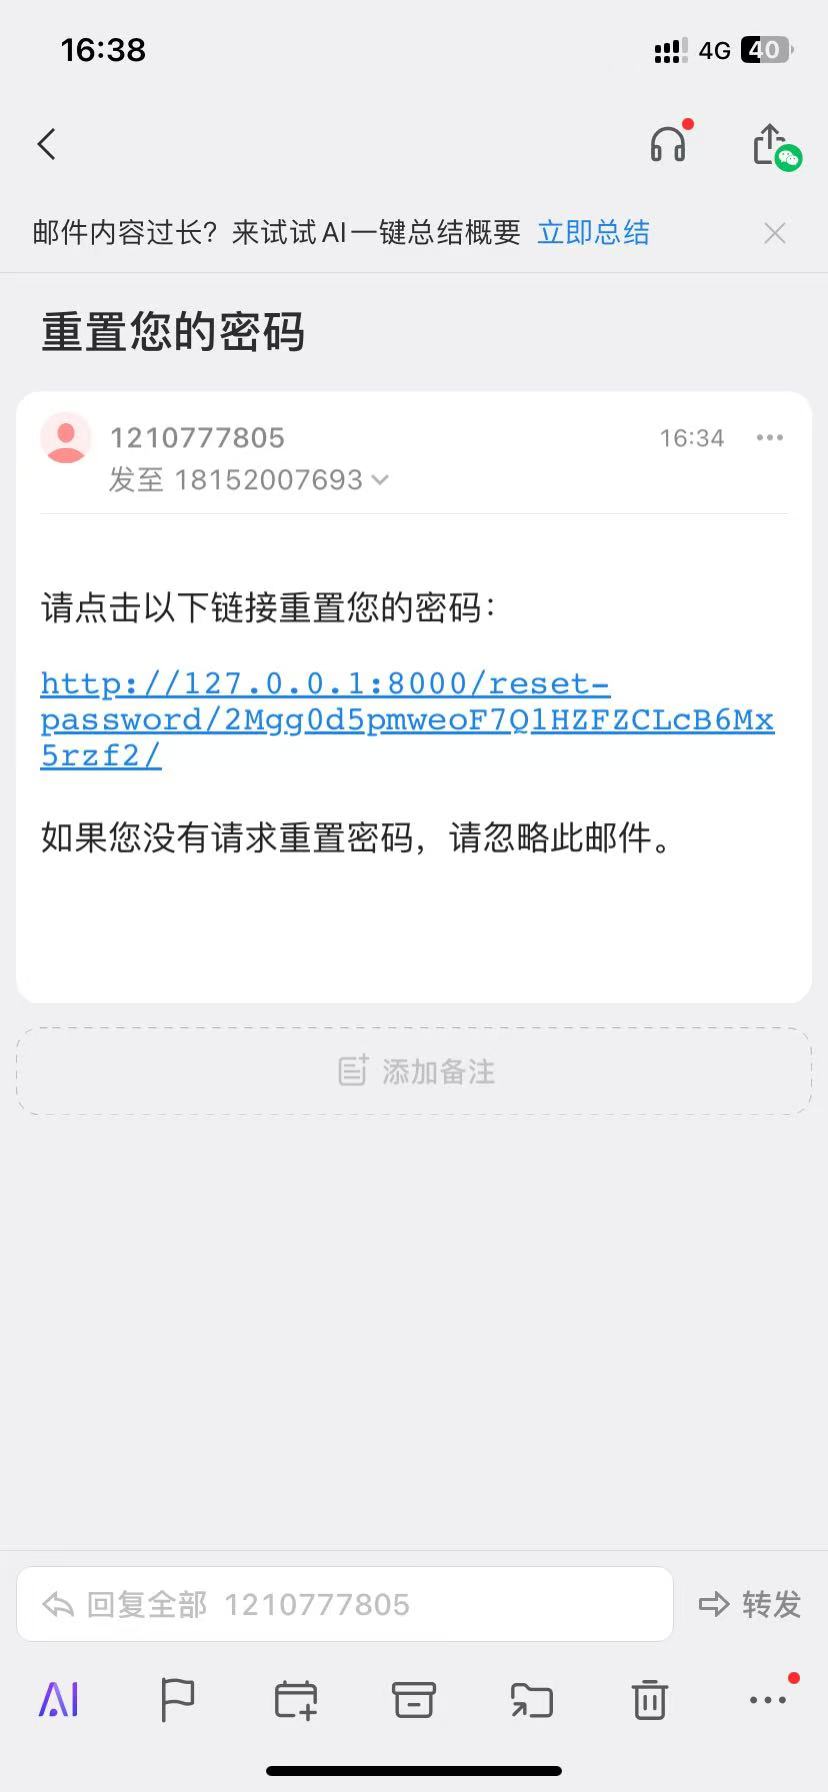 16:38
4G 40
邮件内容过长？来试试AI一键总结概要 立即总结
重置您的密码
1210777805
16:34
发至 18152007693
请点击以下链接重置您的密码：
http://127.0.0.1:8000/reset-
password/2Mgg0d5pmweoF7Q1HZFZCLcB6Mx
5rzf2/
如果您没有请求重置密码，请忽略此邮件。
添加备注
回复全部 1210777805
转发
AI